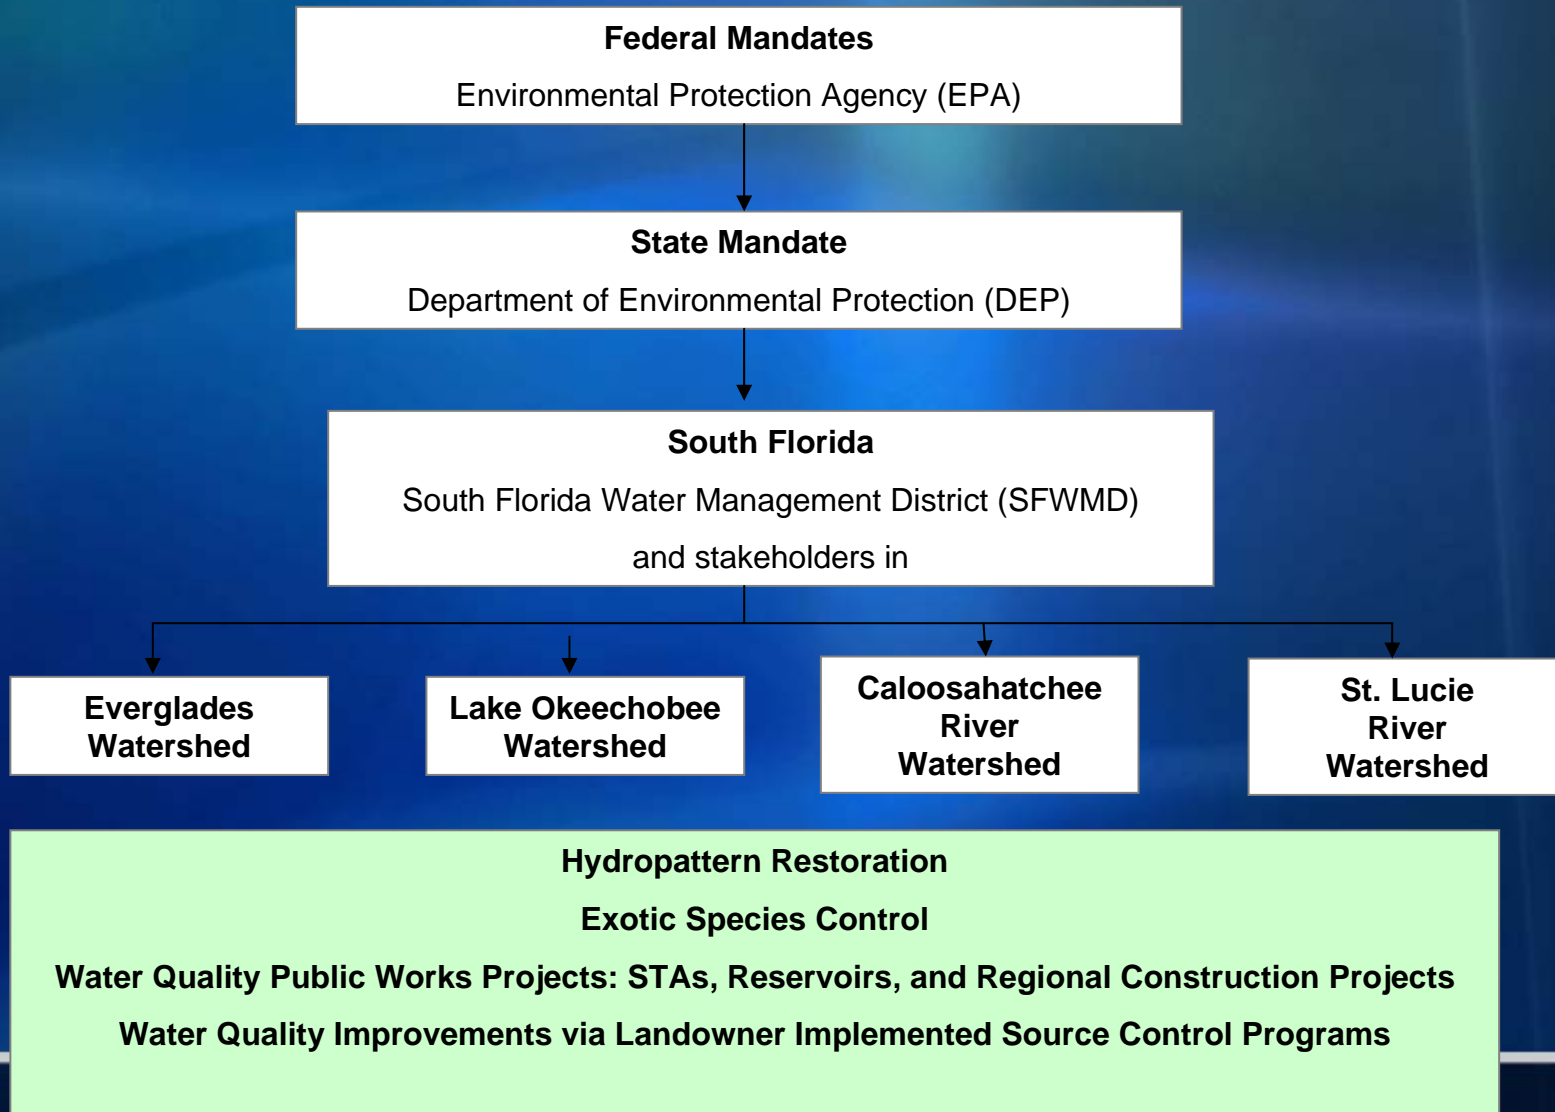 Federal Mandates
Environmental Protection Agency (EPA)
State Mandate
Department of Environmental Protection (DEP)
South Florida
South Florida Water Management District (SFWMD)
and stakeholders in
Everglades
Watershed
Lake Okeechobee
Watershed
Caloosahatchee
River
Watershed
St. Lucie
River
Watershed
Hydropattern Restoration
Exotic Species Control
Water Quality Public Works Projects: STAs, Reservoirs, and Regional Construction Projects
Water Quality Improvements via Landowner Implemented Source Control Programs